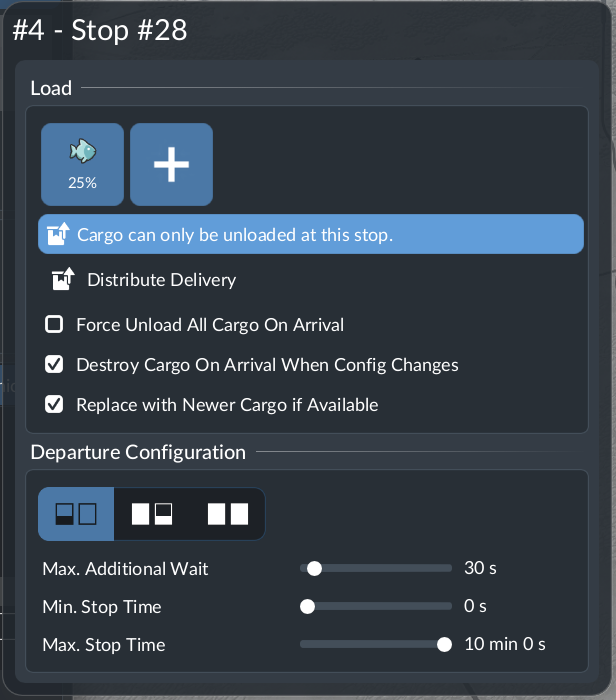 #4 - Stop #28
Load
25%
Cargo can only be unloaded at this stop.
Distribute Delivery
Force Unload All Cargo On Arrival
Destroy Cargo On Arrival When Config Changes
Replace with Newer Cargo if Available
Departure Configuration
Max. Additional Wait 30 s
Min. Stop Time 0 s
Max. Stop Time 10 min 0 s